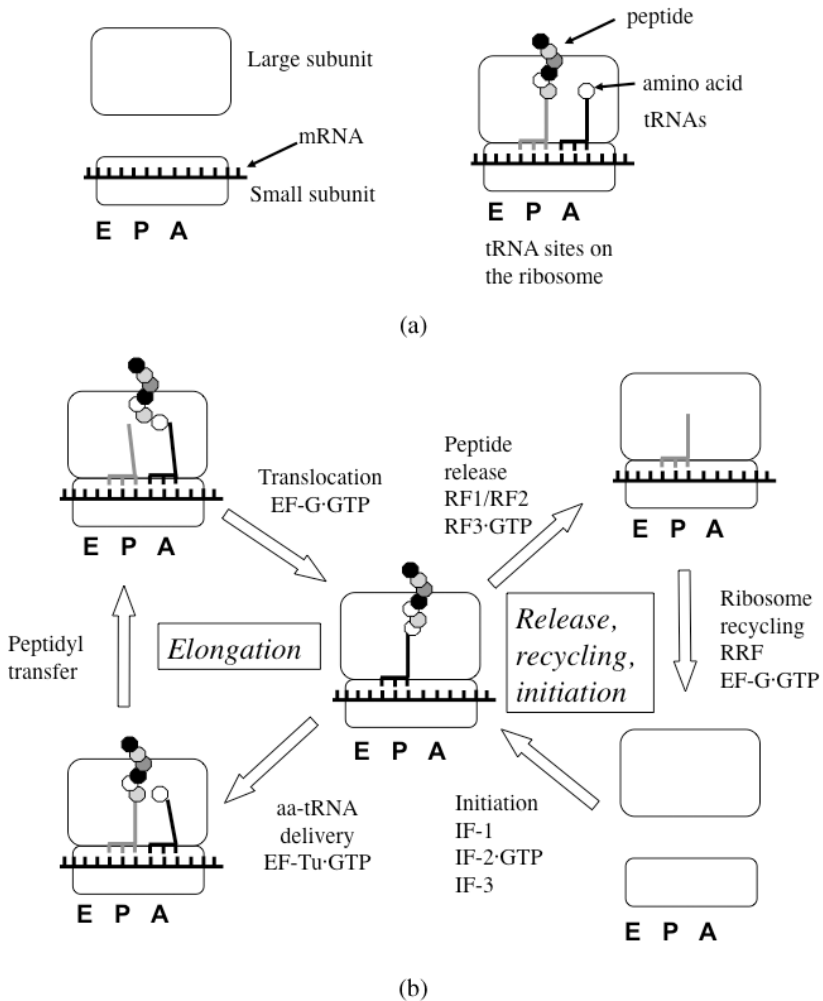 Large subunit
mRNA
Small subunit
E P A
peptide
amino acid
tRNAs
E P A
tRNA sites on
the ribosome
(a)
E P A
Translocation
EF-G·GTP
Peptide
release
RF1/RF2
RF3·GTP
E P A
Peptidyl
transfer
Elongation
E P A
Release,
recycling,
initiation
Ribosome
recycling
RRF
EF-G·GTP
E P A
aa-tRNA
delivery
EF-Tu·GTP
Initiation
IF-1
IF-2·GTP
IF-3
E P A
(b)